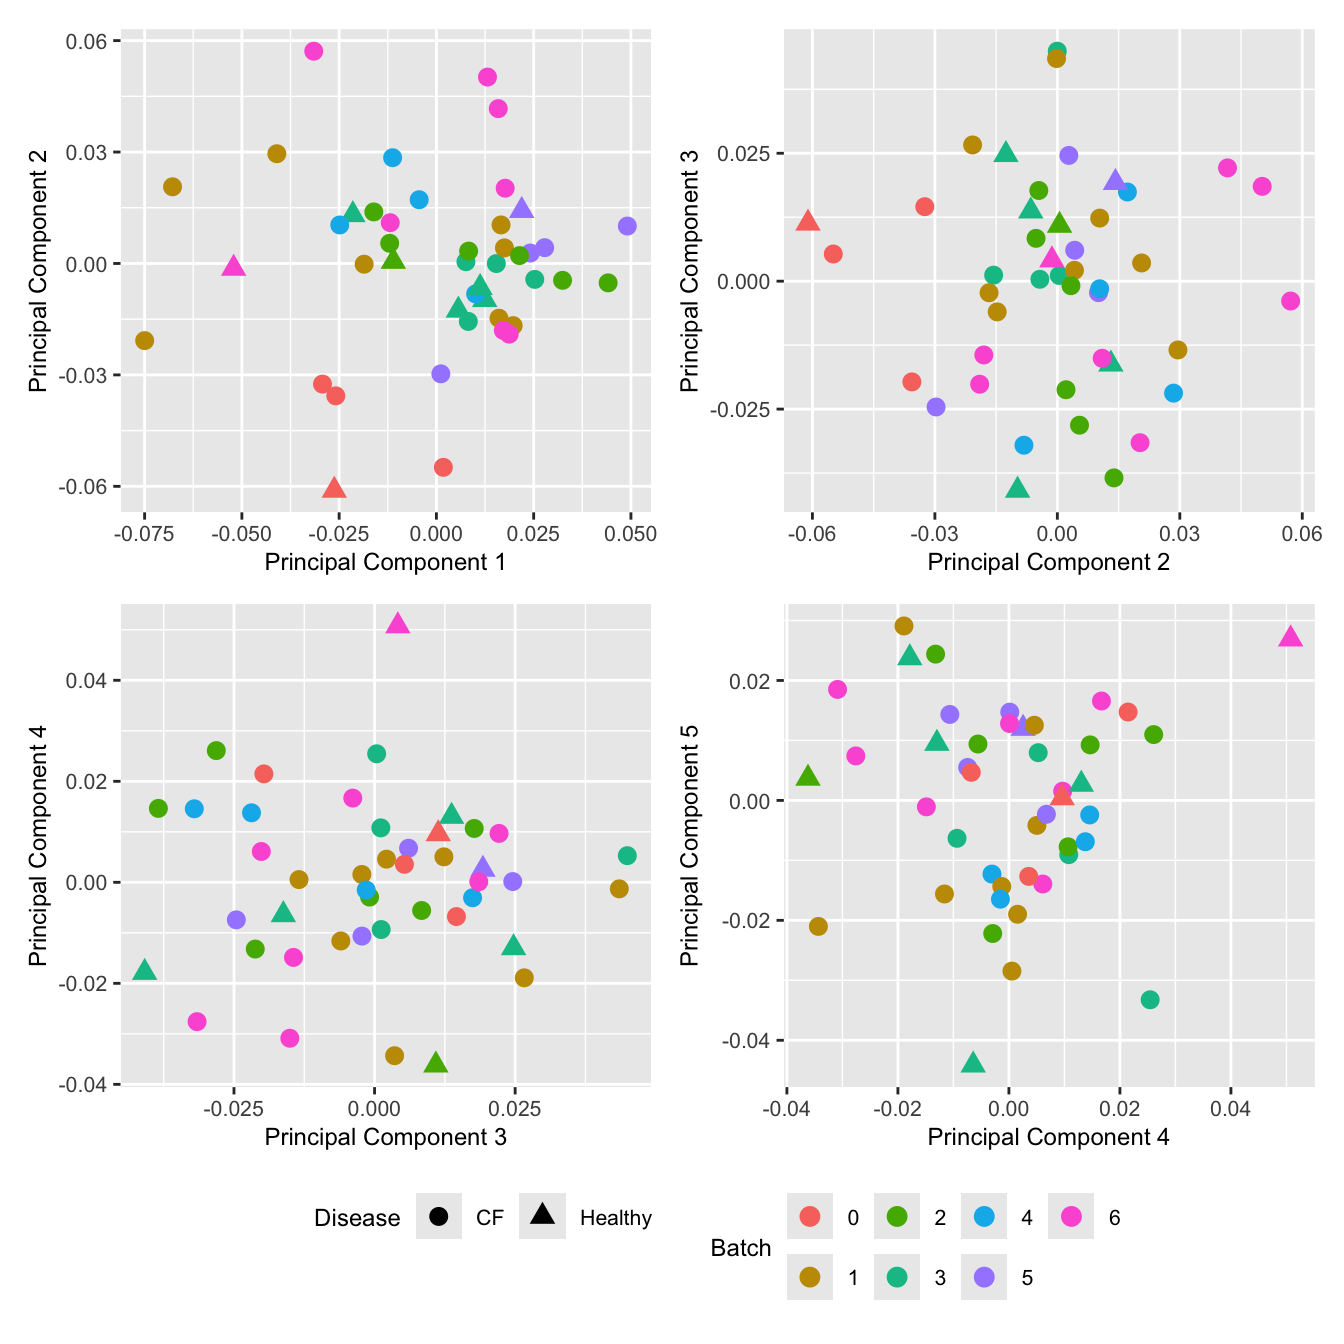 0.06
0.03
0.00
-0.03
-0.06
Principal Component 2
-0.075 -0.050 -0.025 0.000 0.025 0.050
Principal Component 1
0.025
0.000
-0.025
Principal Component 3
-0.06 -0.03 0.00 0.03 0.06
Principal Component 2
0.04
0.02
0.00
-0.02
-0.04
Principal Component 4
-0.025 0.000 0.025
Principal Component 3
0.02
0.00
-0.02
-0.04
Principal Component 5
-0.04 -0.02 0.00 0.02 0.04
Principal Component 4
Disease CF Healthy
Batch
0 2 4 6
1 3 5